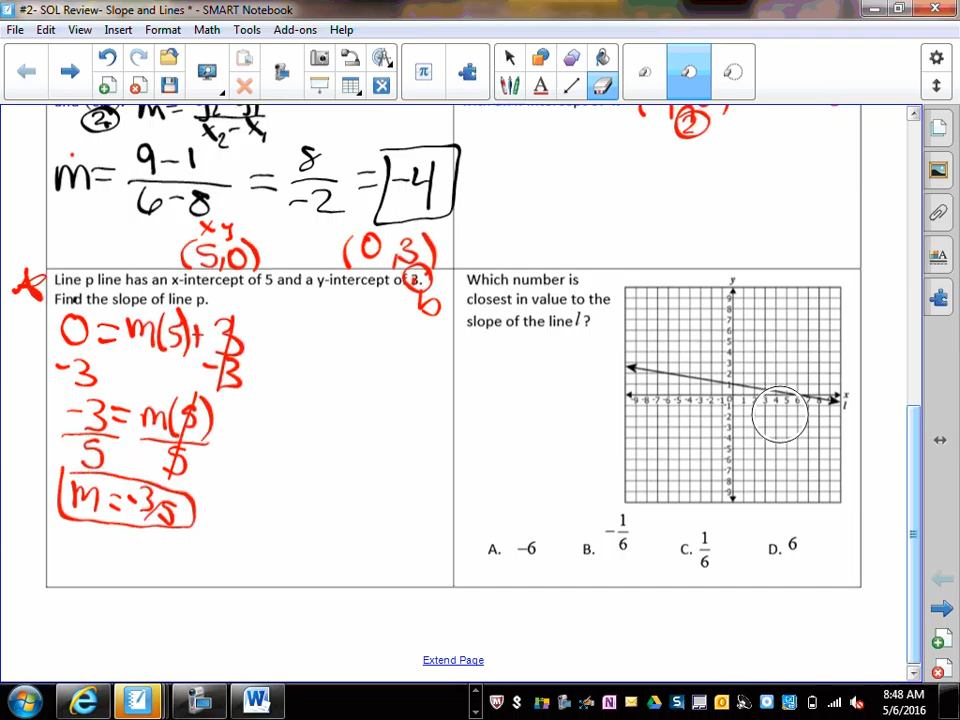 #2- SOL Review- Slope and Lines * - SMART Notebook
File Edit View Insert Format Math Tools Add-ons Help
m=
x₂-x₁
m= 9-1 / 6-8 = 8 / -2 = -4
2
x y
(5,0) (0,3)
Line p line has an x-intercept of 5 and a y-intercept of 3.
Find the slope of line p.
b
0 = m(5) + 3
-3 -3
-3 = m(5)
5 5
m = -3/5
Which number is
closest in value to the
slope of the line l ?
y
x
l
A. -6 B. -1/6 C. 1/6 D. 6
Extend Page
8:48 AM
5/6/2016